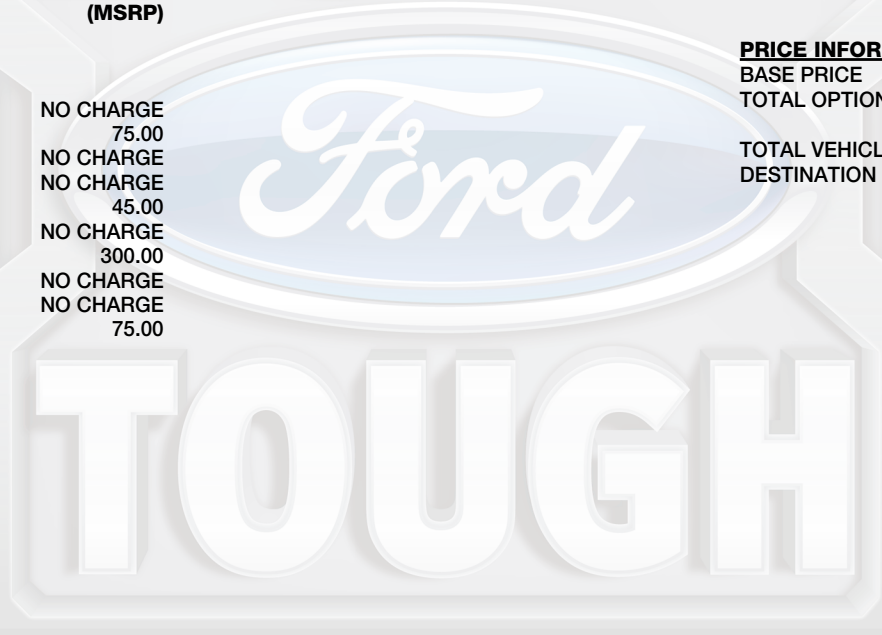 (MSRP)
NO CHARGE
75.00
NO CHARGE
NO CHARGE
45.00
NO CHARGE
300.00
NO CHARGE
NO CHARGE
75.00
PRICE INFOR
BASE PRICE
TOTAL OPTION
TOTAL VEHICL
DESTINATION
Ford
TOUGH